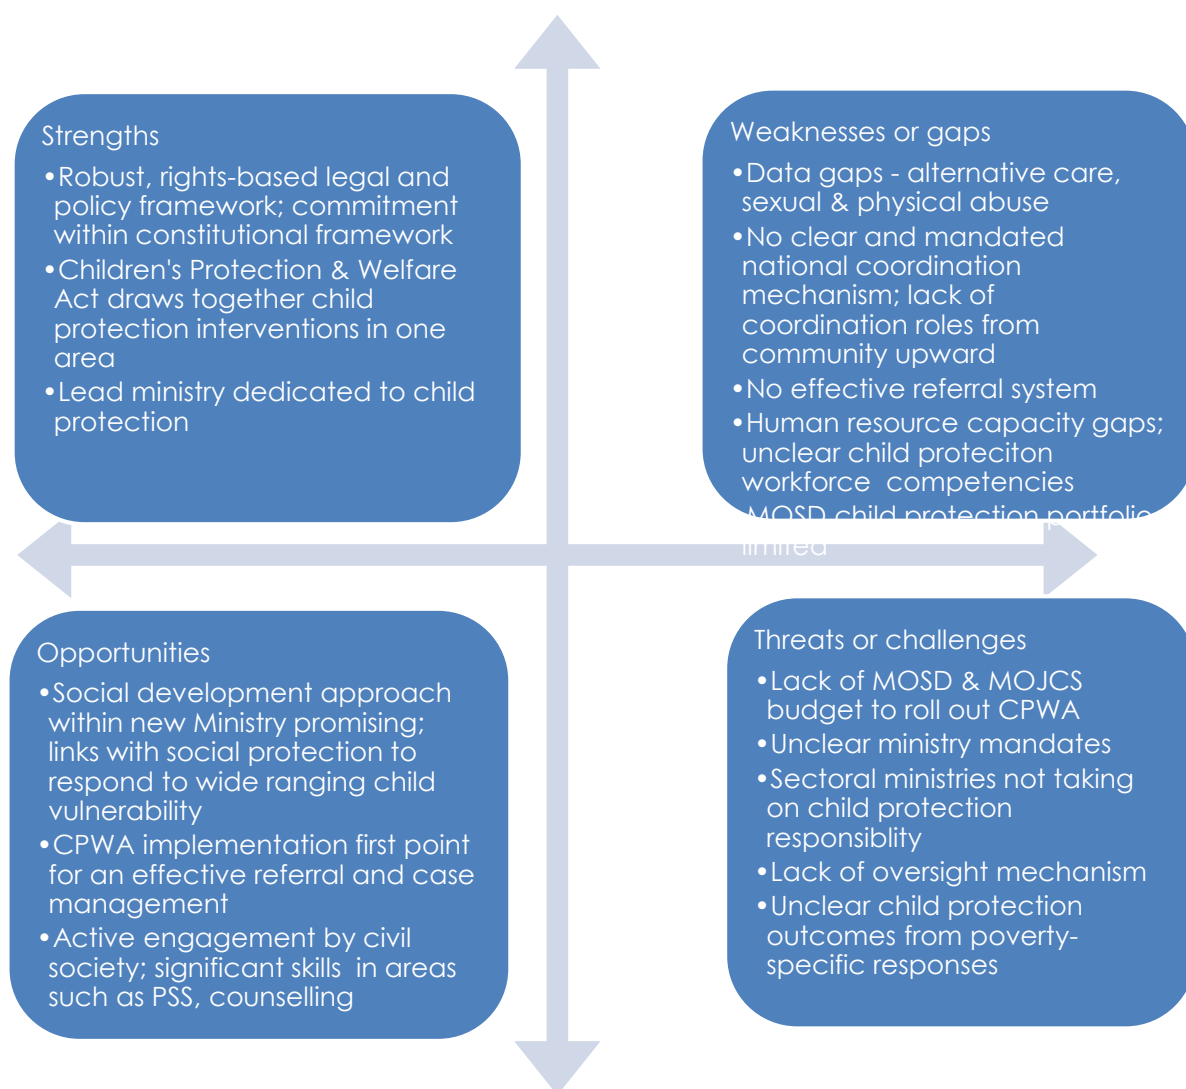 Strengths
•Robust, rights-based legal and
policy framework; commitment
within constitutional framework
•Children's Protection & Welfare
Act draws together child
protection interventions in one
area
•Lead ministry dedicated to child
protection
Weaknesses or gaps
•Data gaps - alternative care,
sexual & physical abuse
•No clear and mandated
national coordination
mechanism; lack of
coordination roles from
community upward
•No effective referral system
•Human resource capacity gaps;
unclear child proteciton
workforce  competencies
•MOSD child protection portfolio
limited
Opportunities
•Social development approach
within new Ministry promising;
links with social protection to
respond to wide ranging child
vulnerability
•CPWA implementation first point
for an effective referral and case
management
•Active engagement by civil
society; significant skills  in areas
such as PSS, counselling
Threats or challenges
•Lack of MOSD & MOJCS
budget to roll out CPWA
•Unclear ministry mandates
•Sectoral ministries not taking
on child protection
responsiblity
•Lack of oversight mechanism
•Unclear child protection
outcomes from poverty-
specific responses